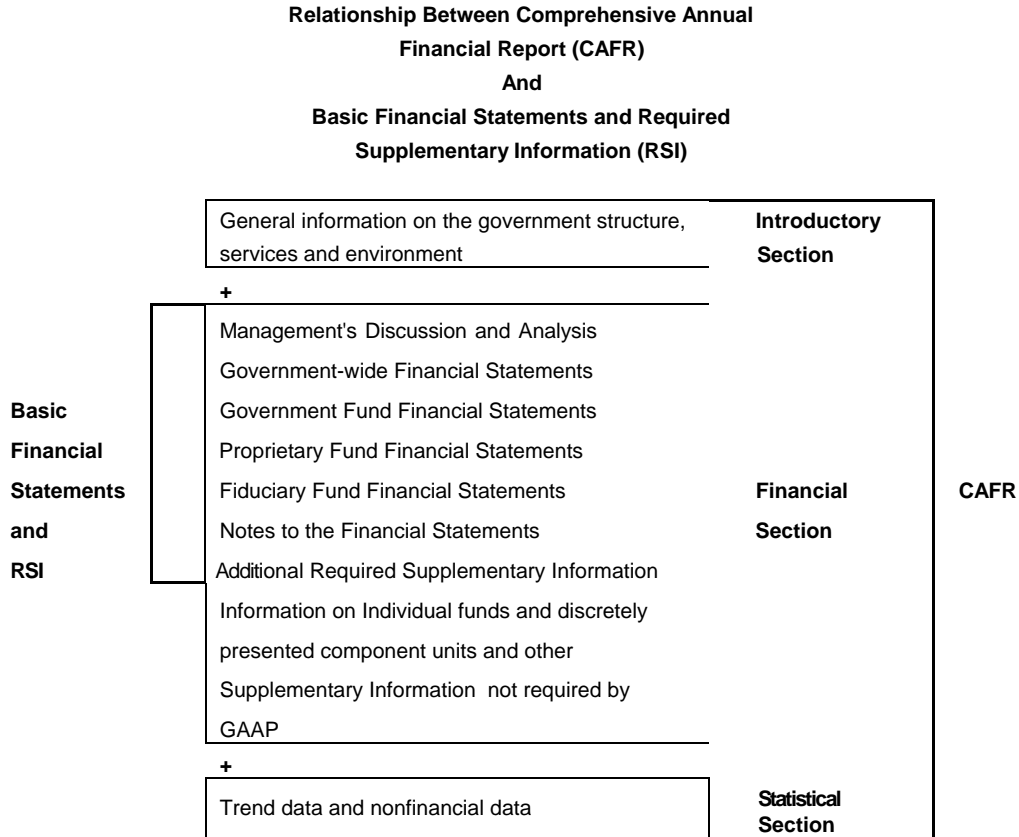 Relationship Between Comprehensive Annual
Financial Report (CAFR)
And
Basic Financial Statements and Required
Supplementary Information (RSI)
General information on the government structure,
services and environment
Introductory
Section
+
Basic
Financial
Statements
and
RSI
Management's Discussion and Analysis
Government-wide Financial Statements
Government Fund Financial Statements
Proprietary Fund Financial Statements
Fiduciary Fund Financial Statements
Notes to the Financial Statements
Additional Required Supplementary Information
Information on Individual funds and discretely
presented component units and other
Supplementary Information not required by
GAAP
Financial
Section
CAFR
+
Trend data and nonfinancial data
Statistical
Section